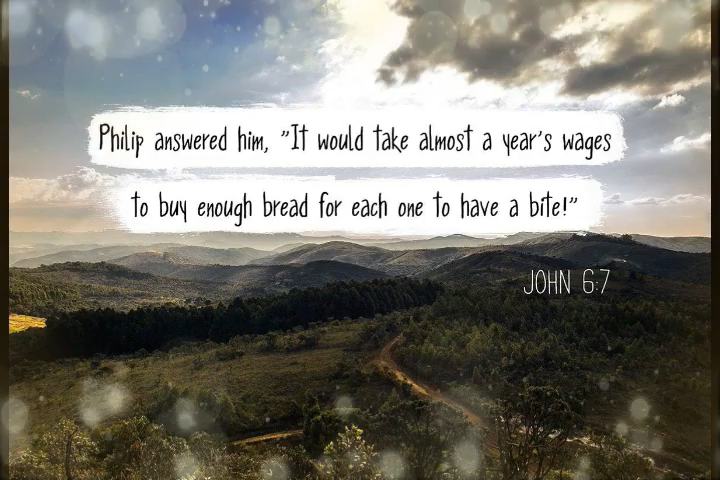 Philip answered him, "It would take almost a year's wages
to buy enough bread for each one to have a bite!"
JOHN 6:7